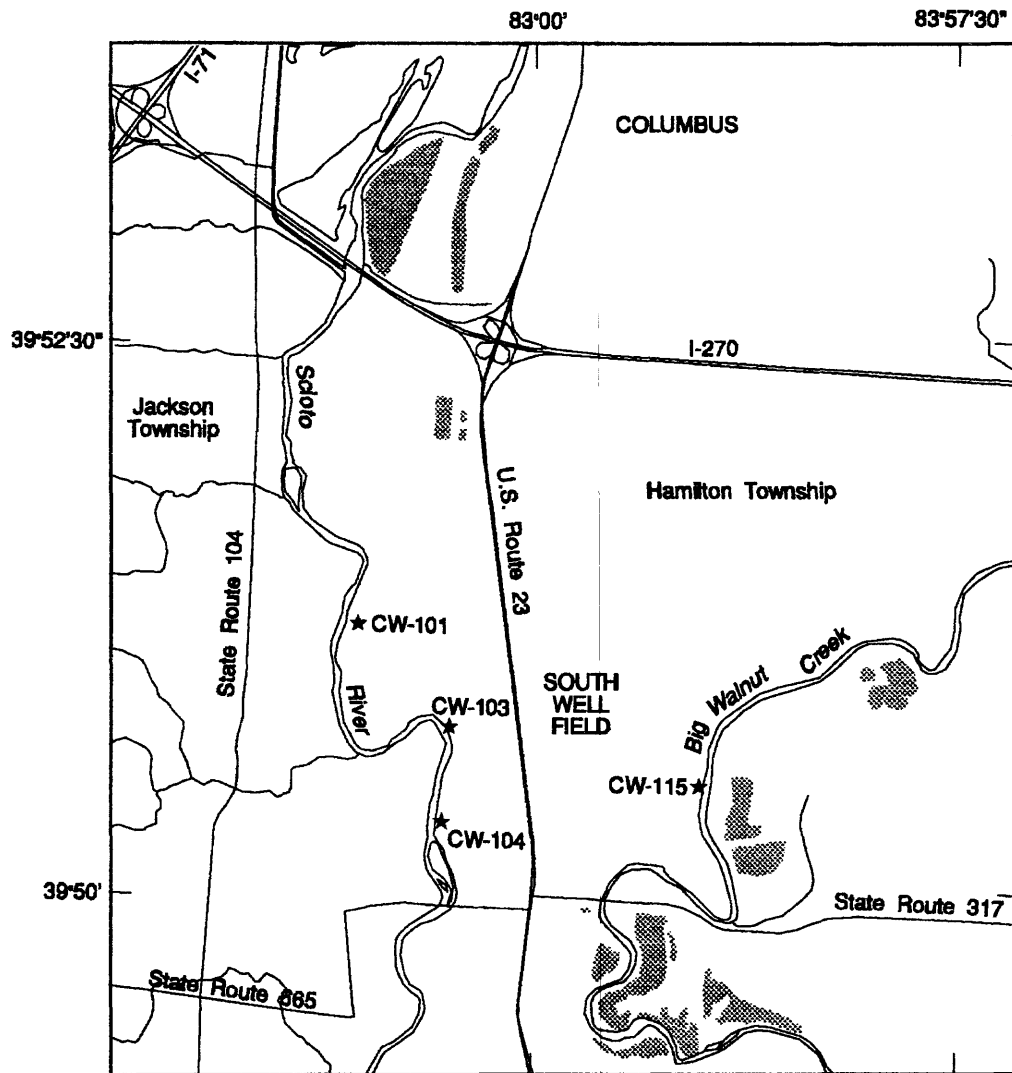 83°00'
83°57'30"
I-71
COLUMBUS
39°52'30"
I-270
Jackson
Township
Scioto
River
U.S. Route 23
Hamilton Township
State Route 104
CW-101
CW-103
SOUTH
WELL
FIELD
Big Walnut Creek
CW-115
CW-104
39°50'
State Route 317
State Route 665